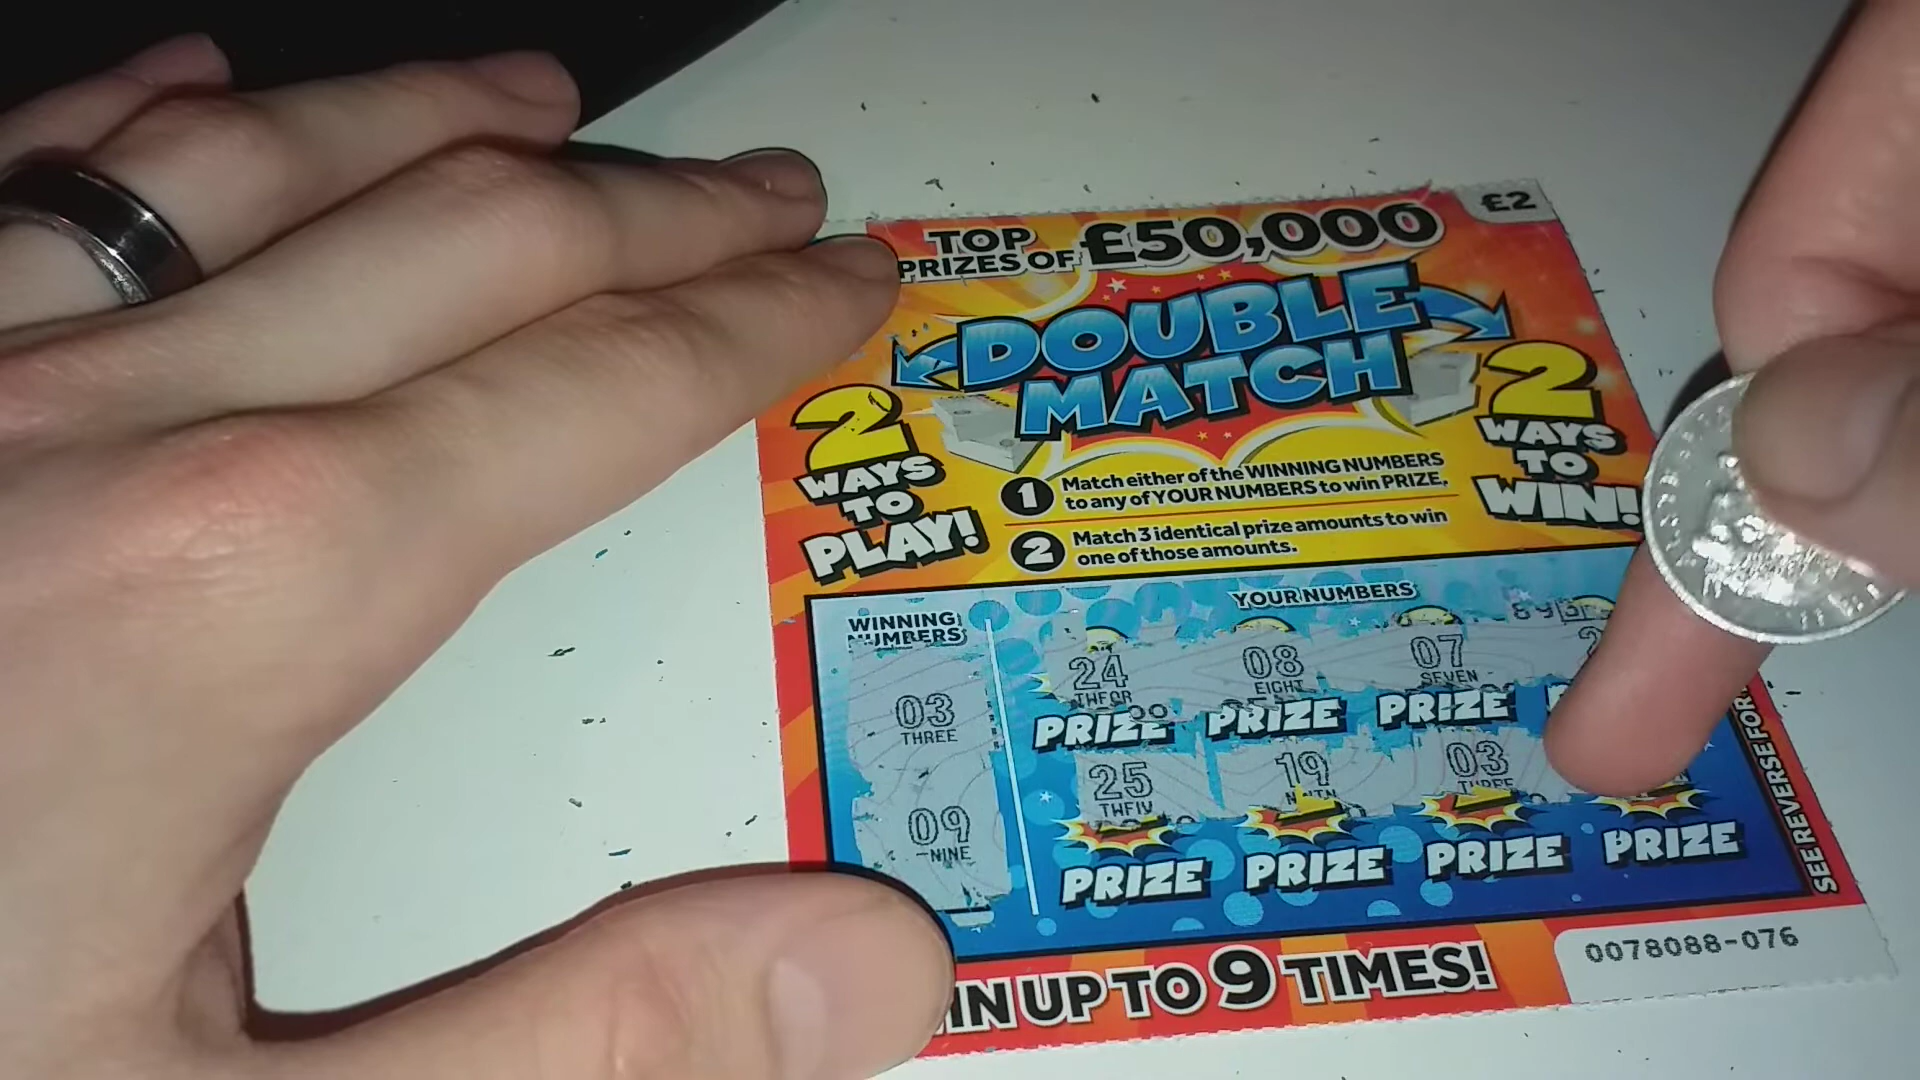 £2
TOP
PRIZES OF £50,000
DOUBLE
MATCH
2
WAYS
TO
PLAY!
2
WAYS
TO
WIN!
1 Match either of the WINNING NUMBERS
to any of YOUR NUMBERS to win PRIZE.
2 Match 3 identical prize amounts to win
one of those amounts.
WINNING
NUMBERS
03
THREE
09
NINE
YOUR NUMBERS
24 08 07
EIGHT SEVEN
PRIZE PRIZE PRIZE
25 19 03
TWFIV NINTN THREE
PRIZE PRIZE PRIZE PRIZE
IN UP TO 9 TIMES!
0078088-076
SEE REVERSE FOR